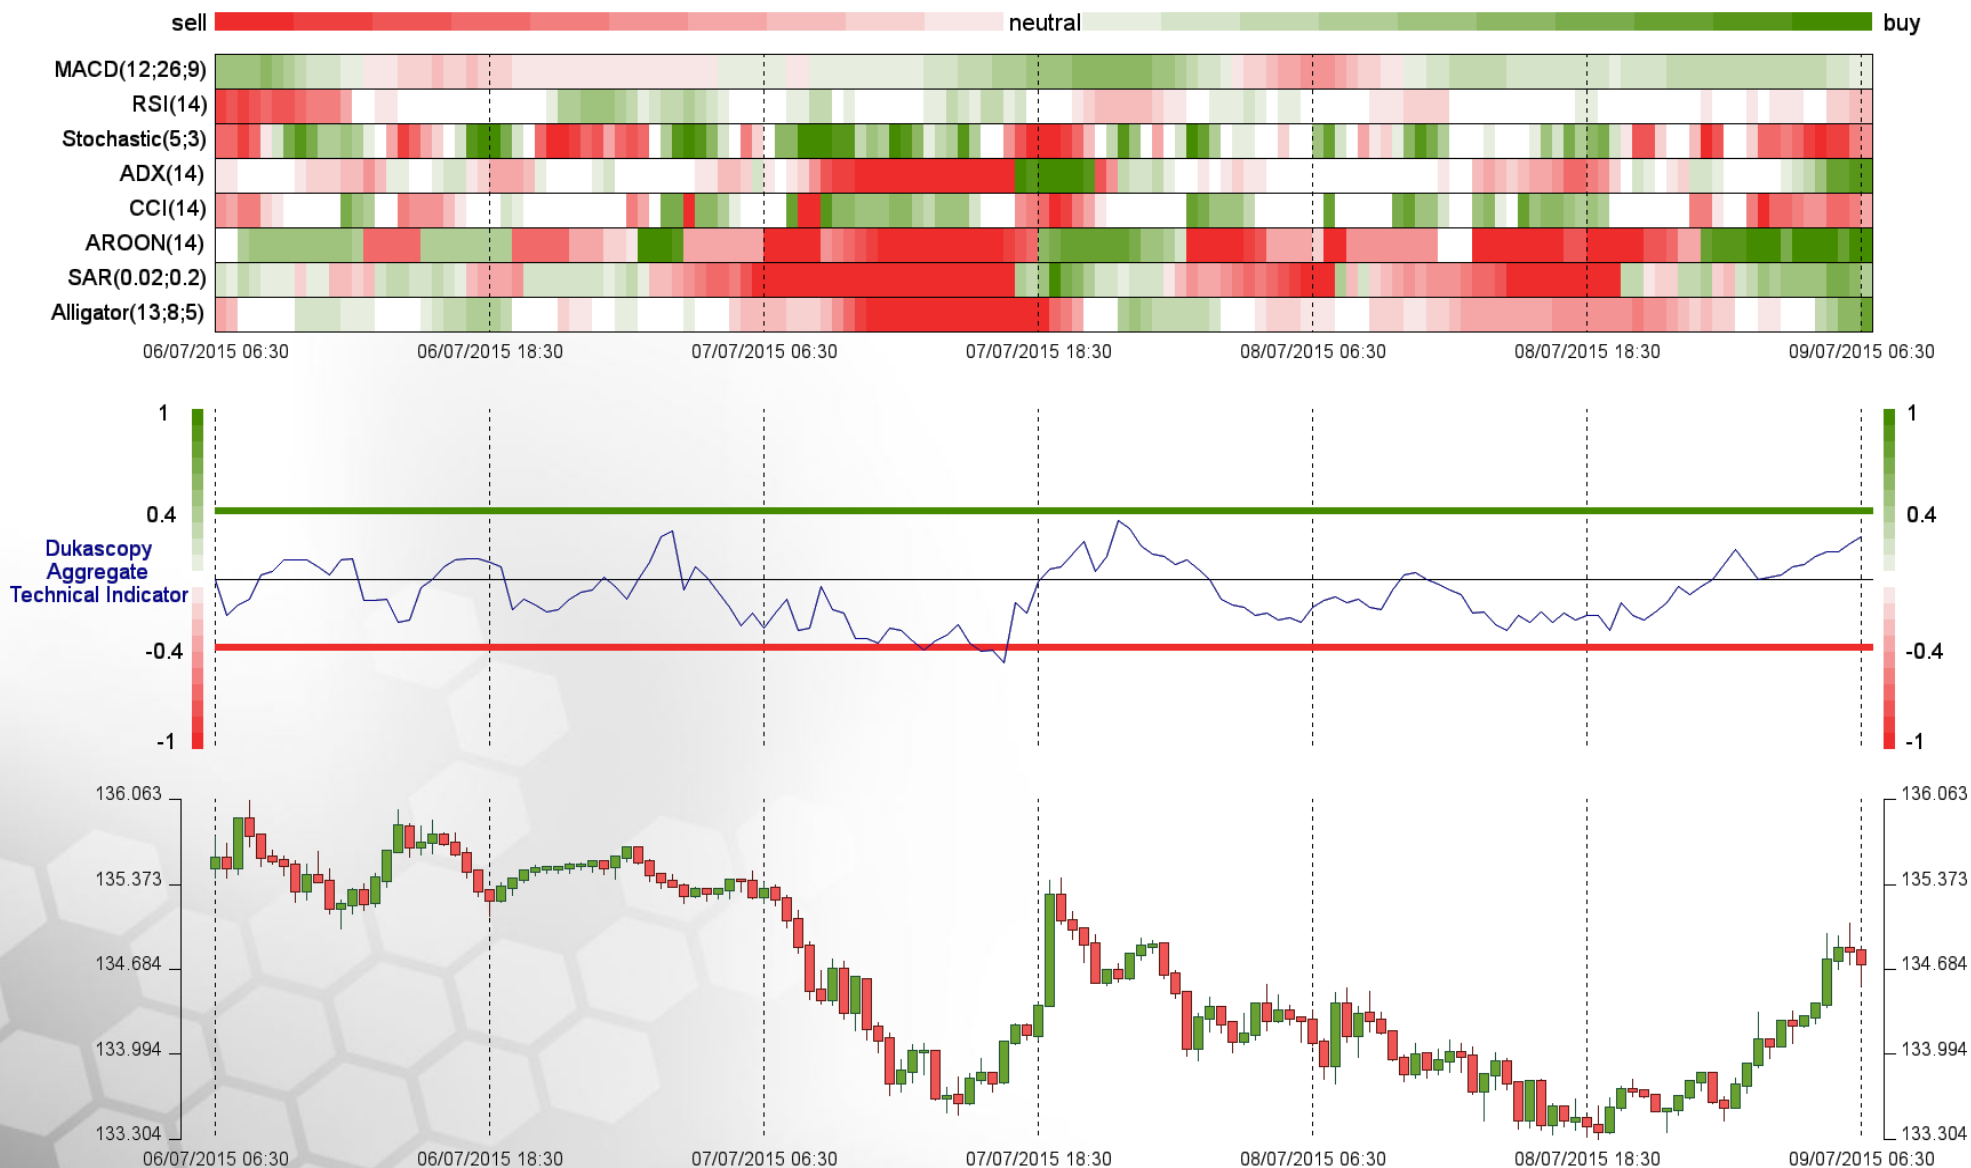 sell neutral buy
MACD(12;26;9)
RSI(14)
Stochastic(5;3)
ADX(14)
CCI(14)
AROON(14)
SAR(0.02;0.2)
Alligator(13;8;5)
06/07/2015 06:30 06/07/2015 18:30 07/07/2015 06:30 07/07/2015 18:30 08/07/2015 06:30 08/07/2015 18:30 09/07/2015 06:30
1 1
0.4 0.4
Dukascopy
Aggregate
Technical Indicator
-0.4 -0.4
-1 -1
136.063 136.063
135.373 135.373
134.684 134.684
133.994 133.994
133.304 133.304
06/07/2015 06:30 06/07/2015 18:30 07/07/2015 06:30 07/07/2015 18:30 08/07/2015 06:30 08/07/2015 18:30 09/07/2015 06:30